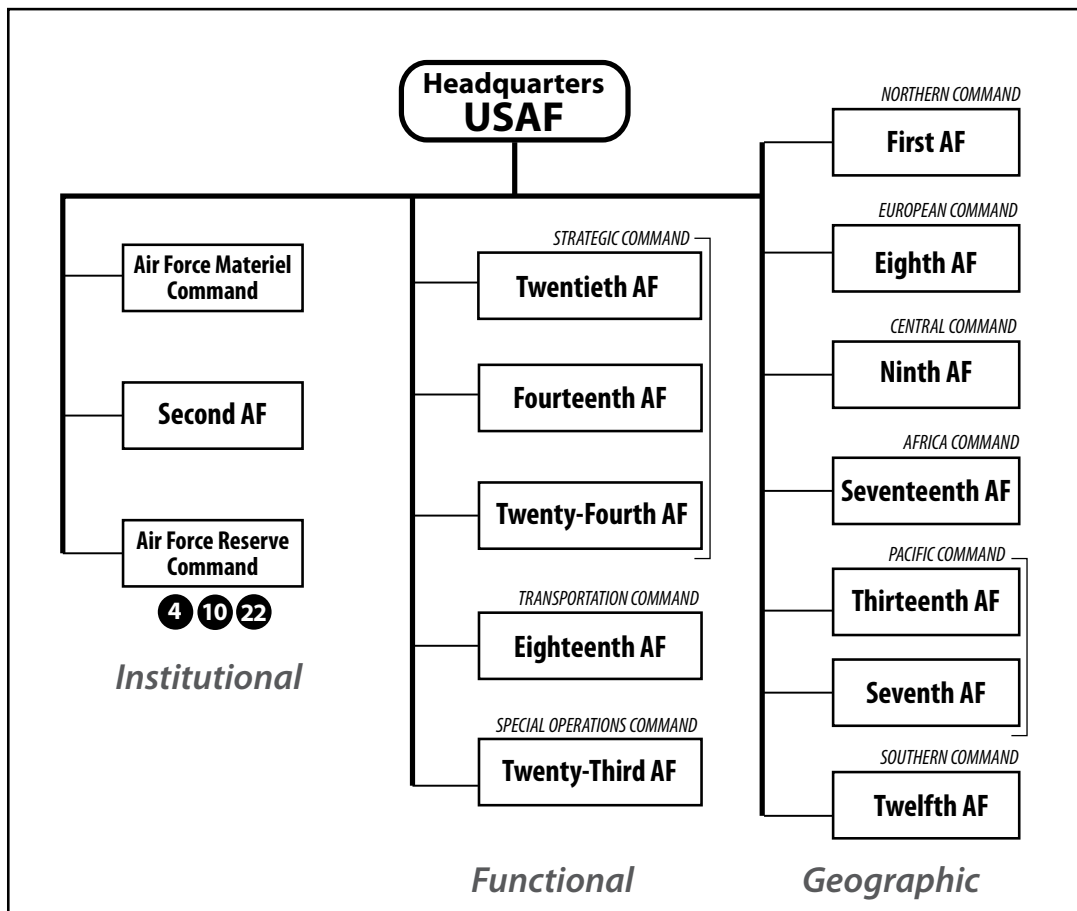 Headquarters
USAF
Air Force Materiel
Command
Second AF
Air Force Reserve
Command
4 10 22
Institutional
STRATEGIC COMMAND
Twentieth AF
Fourteenth AF
Twenty-Fourth AF
TRANSPORTATION COMMAND
Eighteenth AF
SPECIAL OPERATIONS COMMAND
Twenty-Third AF
Functional
NORTHERN COMMAND
First AF
EUROPEAN COMMAND
Eighth AF
CENTRAL COMMAND
Ninth AF
AFRICA COMMAND
Seventeenth AF
PACIFIC COMMAND
Thirteenth AF
Seventh AF
SOUTHERN COMMAND
Twelfth AF
Geographic